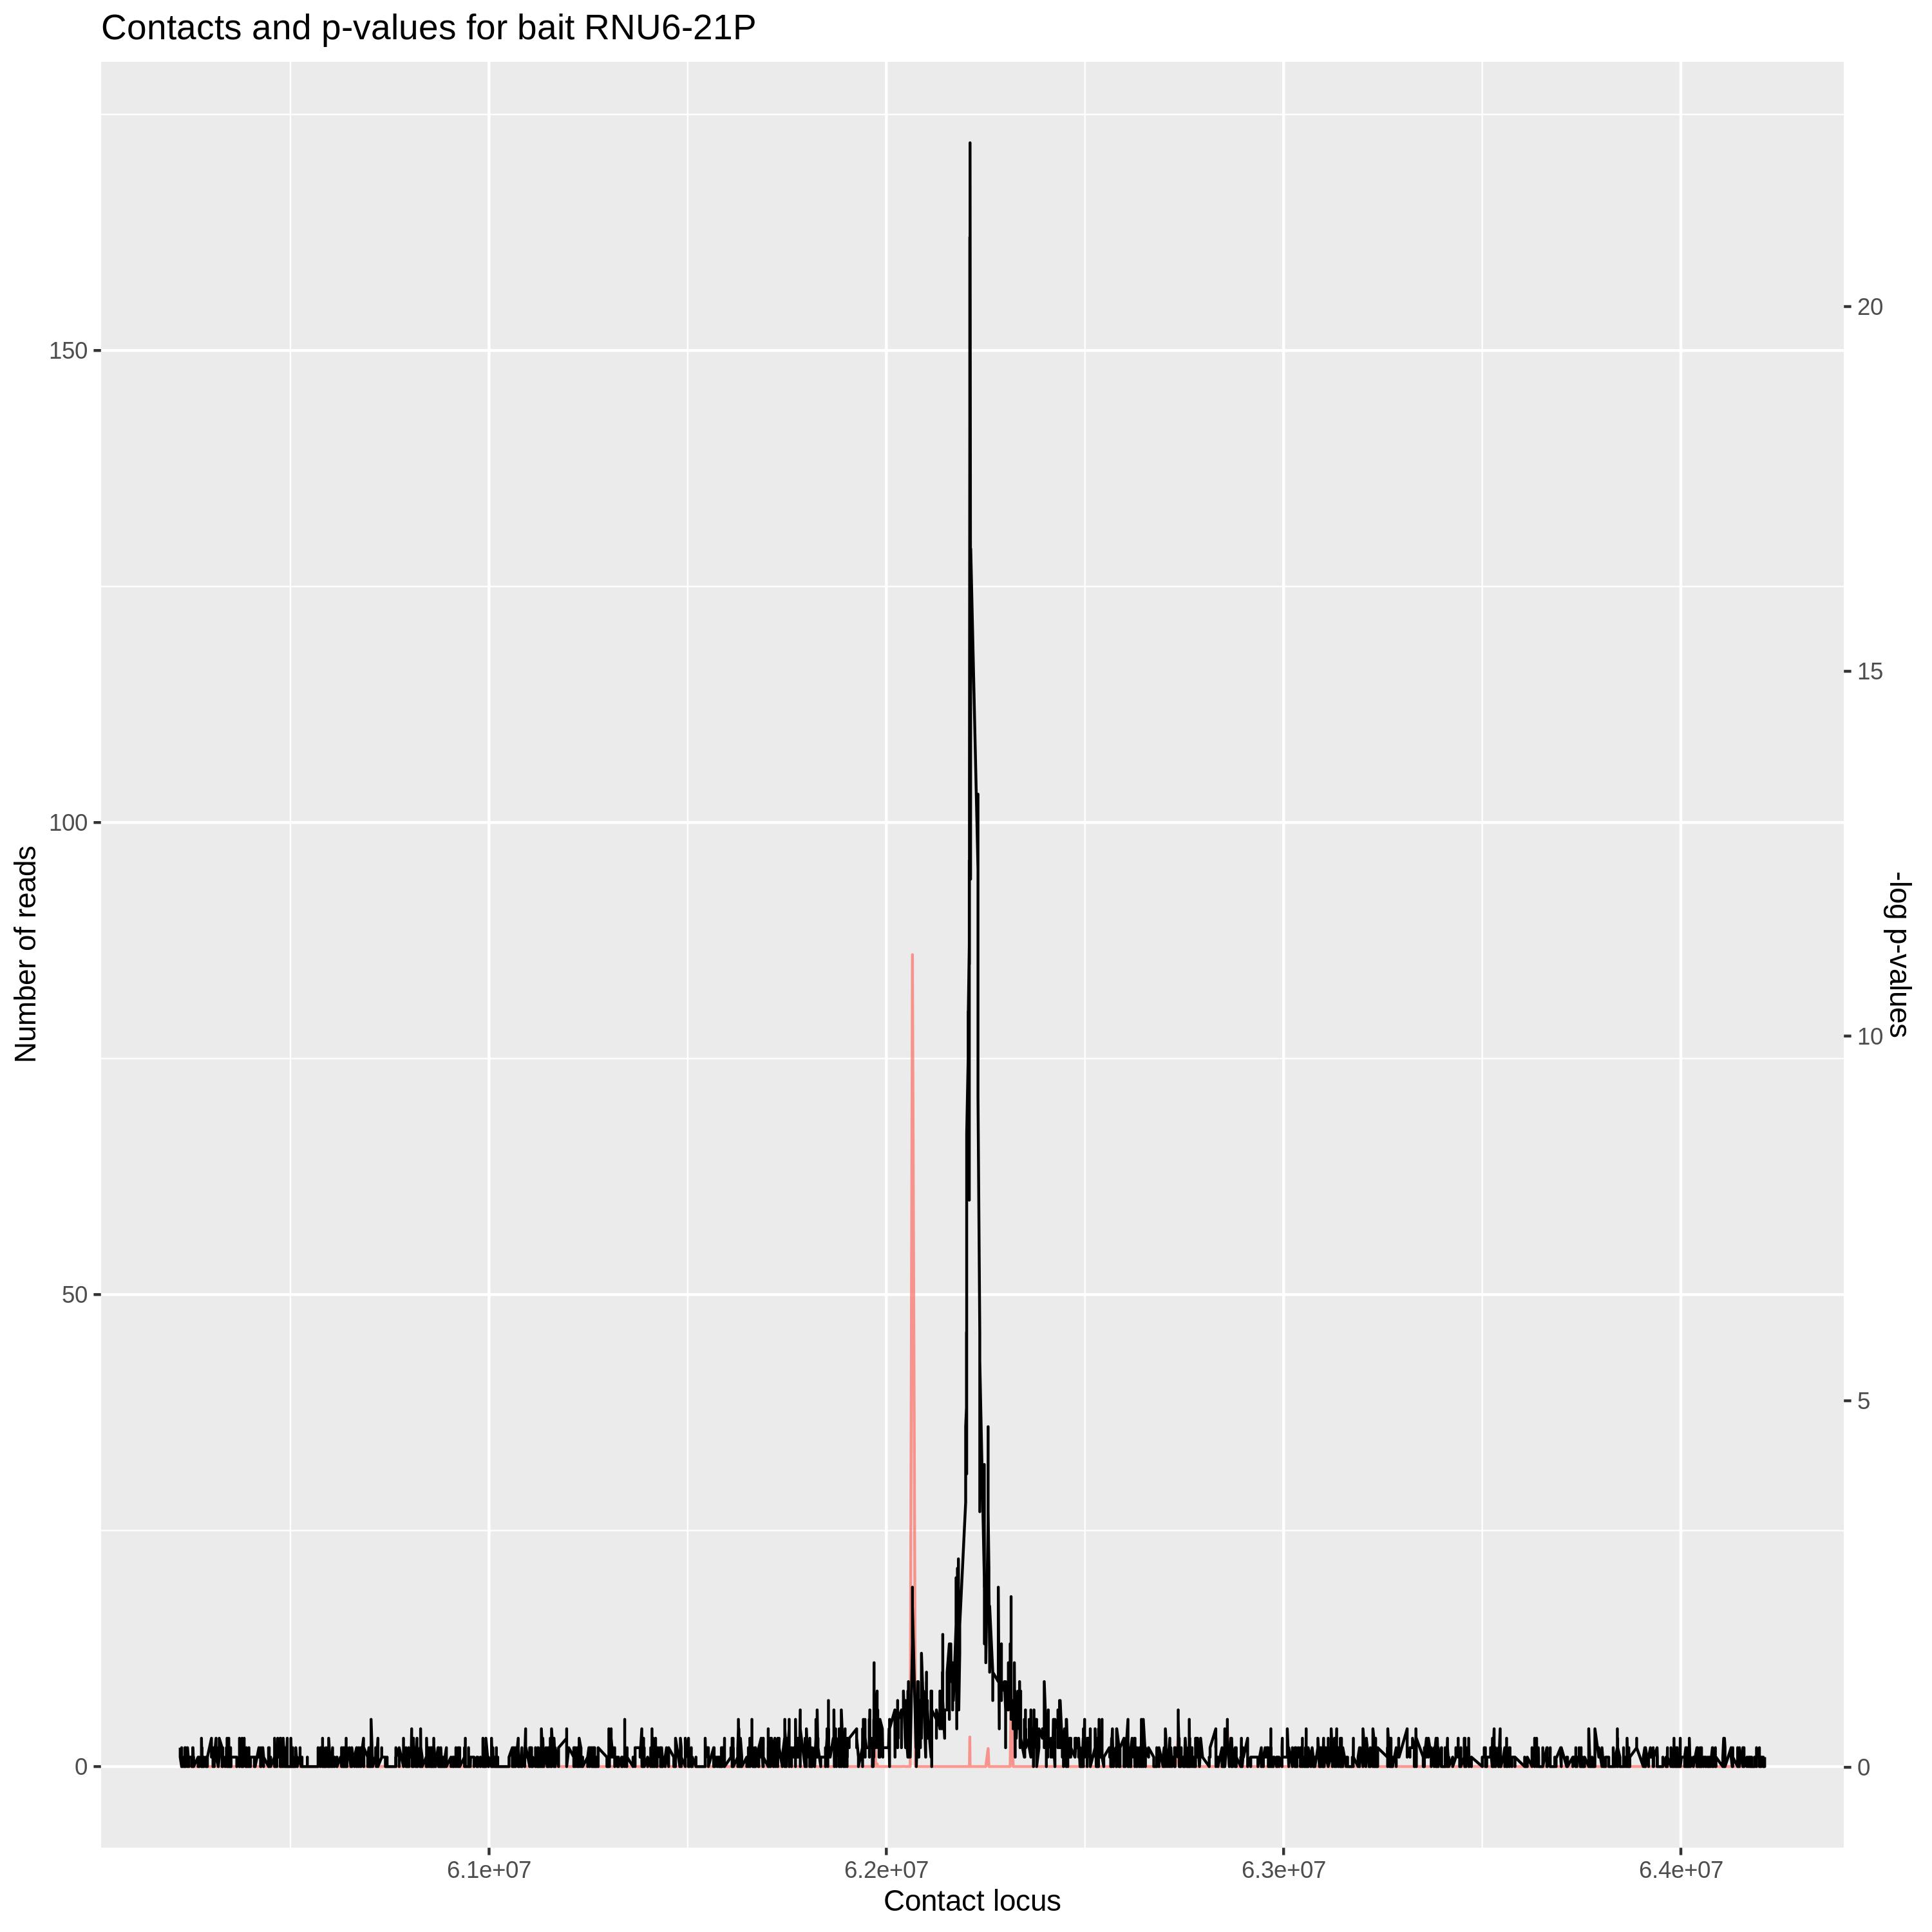 Contacts and p-values for bait RNU6-21P
Number of reads
150
100
50
0
20
15
10
5
0
-log p-values
6.1e+07
6.2e+07
6.3e+07
6.4e+07
Contact locus